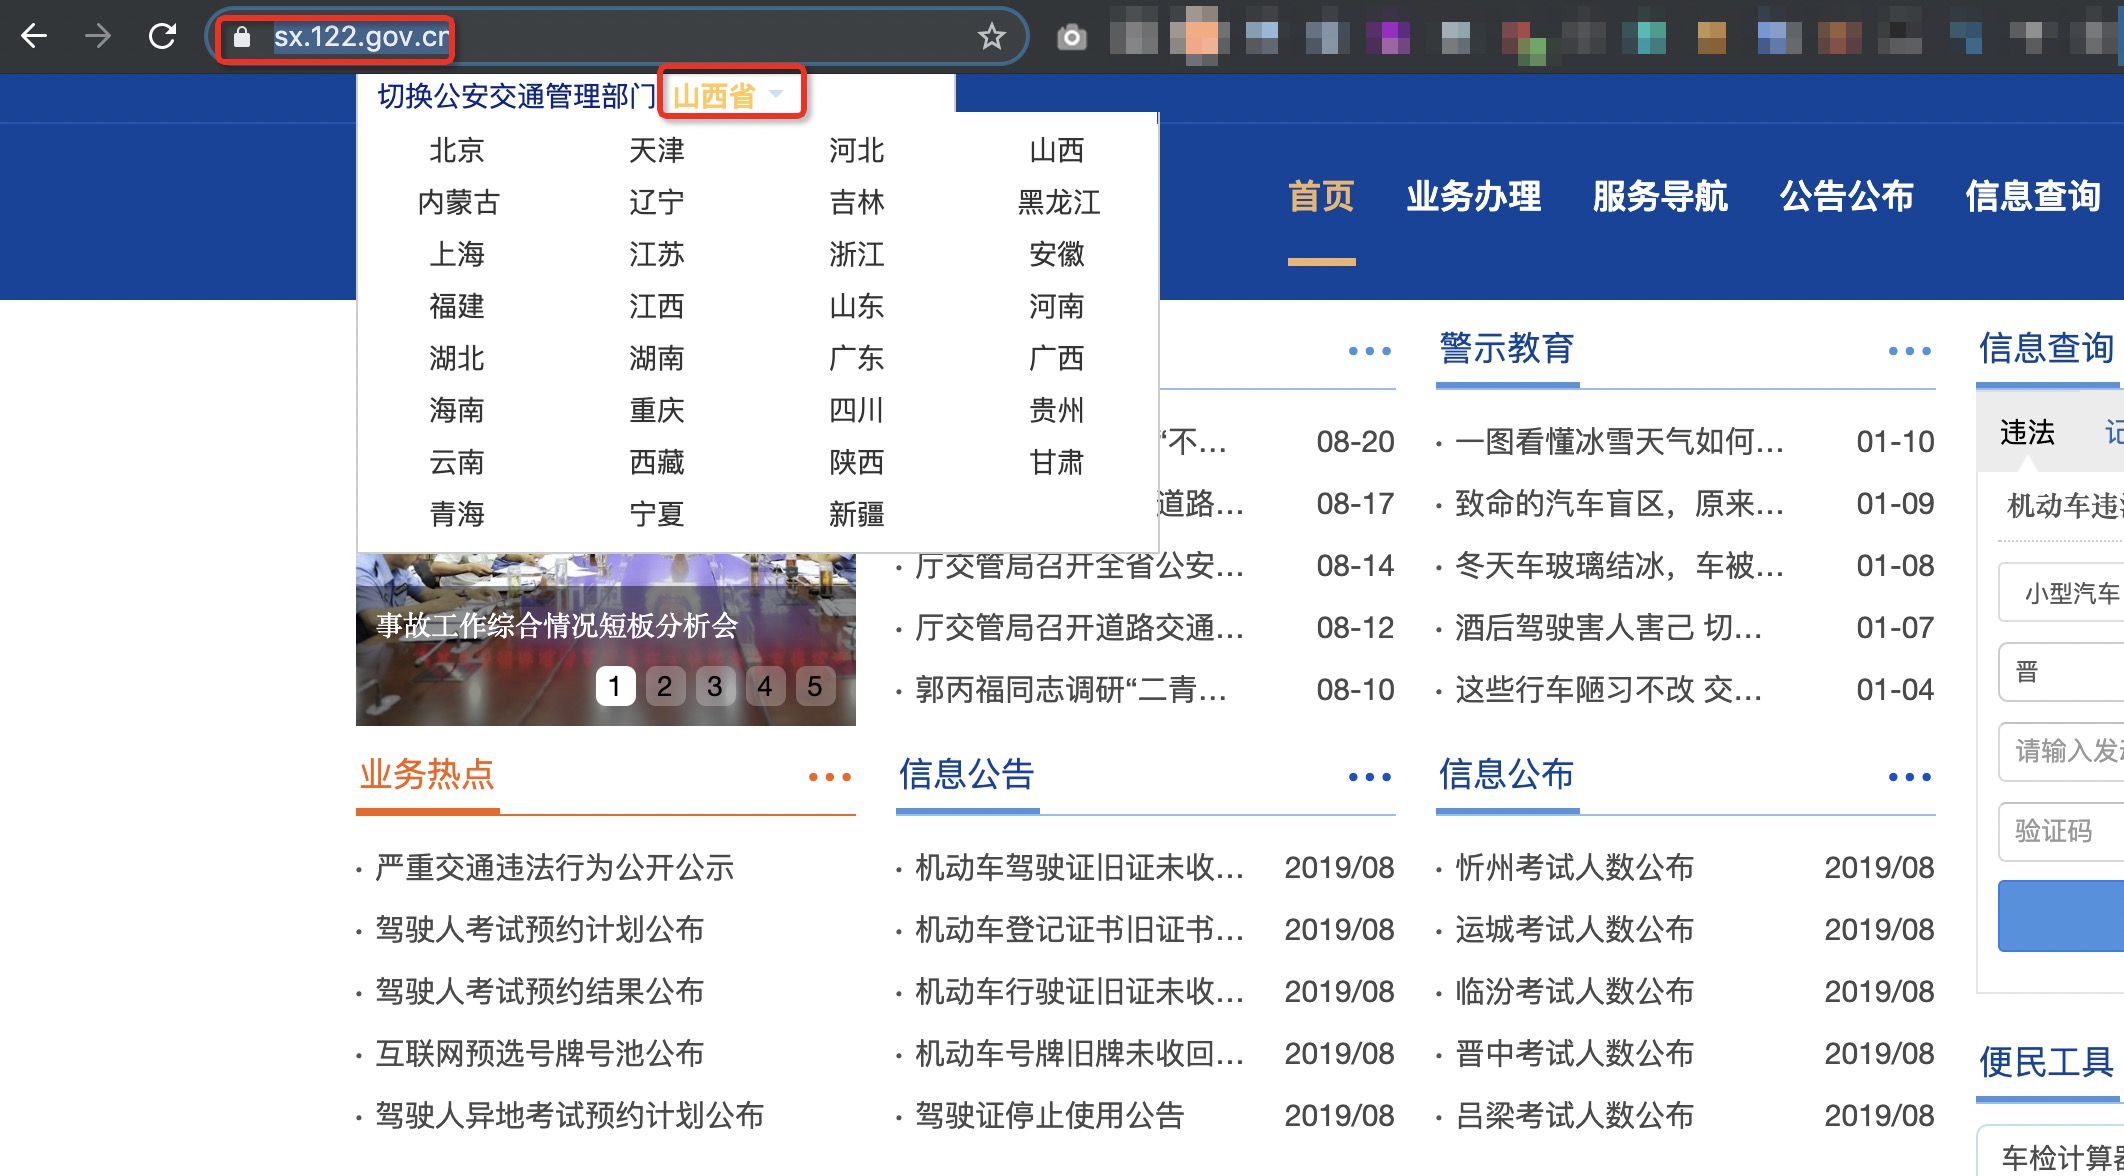 sx.122.gov.cn
切换公安交通管理部门 山西省
北京 天津 河北 山西
内蒙古 辽宁 吉林 黑龙江
上海 江苏 浙江 安徽
福建 江西 山东 河南
湖北 湖南 广东 广西
海南 重庆 四川 贵州
云南 西藏 陕西 甘肃
青海 宁夏 新疆
首页 业务办理 服务导航 公告公布 信息查询
事故工作综合情况短板分析会
1 2 3 4 5
“不... 08-20
道路... 08-17
· 厅交管局召开全省公安... 08-14
· 厅交管局召开道路交通... 08-12
· 郭丙福同志调研“二青... 08-10
警示教育
· 一图看懂冰雪天气如何... 01-10
· 致命的汽车盲区，原来... 01-09
· 冬天车玻璃结冰，车被... 01-08
· 酒后驾驶害人害己 切... 01-07
· 这些行车陋习不改 交... 01-04
信息查询
违法 记
机动车违法
小型汽车
晋
请输入发动
验证码
业务热点
· 严重交通违法行为公开公示
· 驾驶人考试预约计划公布
· 驾驶人考试预约结果公布
· 互联网预选号牌号池公布
· 驾驶人异地考试预约计划公布
信息公告
· 机动车驾驶证旧证未收... 2019/08
· 机动车登记证书旧证书... 2019/08
· 机动车行驶证旧证未收... 2019/08
· 机动车号牌旧牌未收回... 2019/08
· 驾驶证停止使用公告 2019/08
信息公布
· 忻州考试人数公布 2019/08
· 运城考试人数公布 2019/08
· 临汾考试人数公布 2019/08
· 晋中考试人数公布 2019/08
· 吕梁考试人数公布 2019/08
便民工具
车检计算器